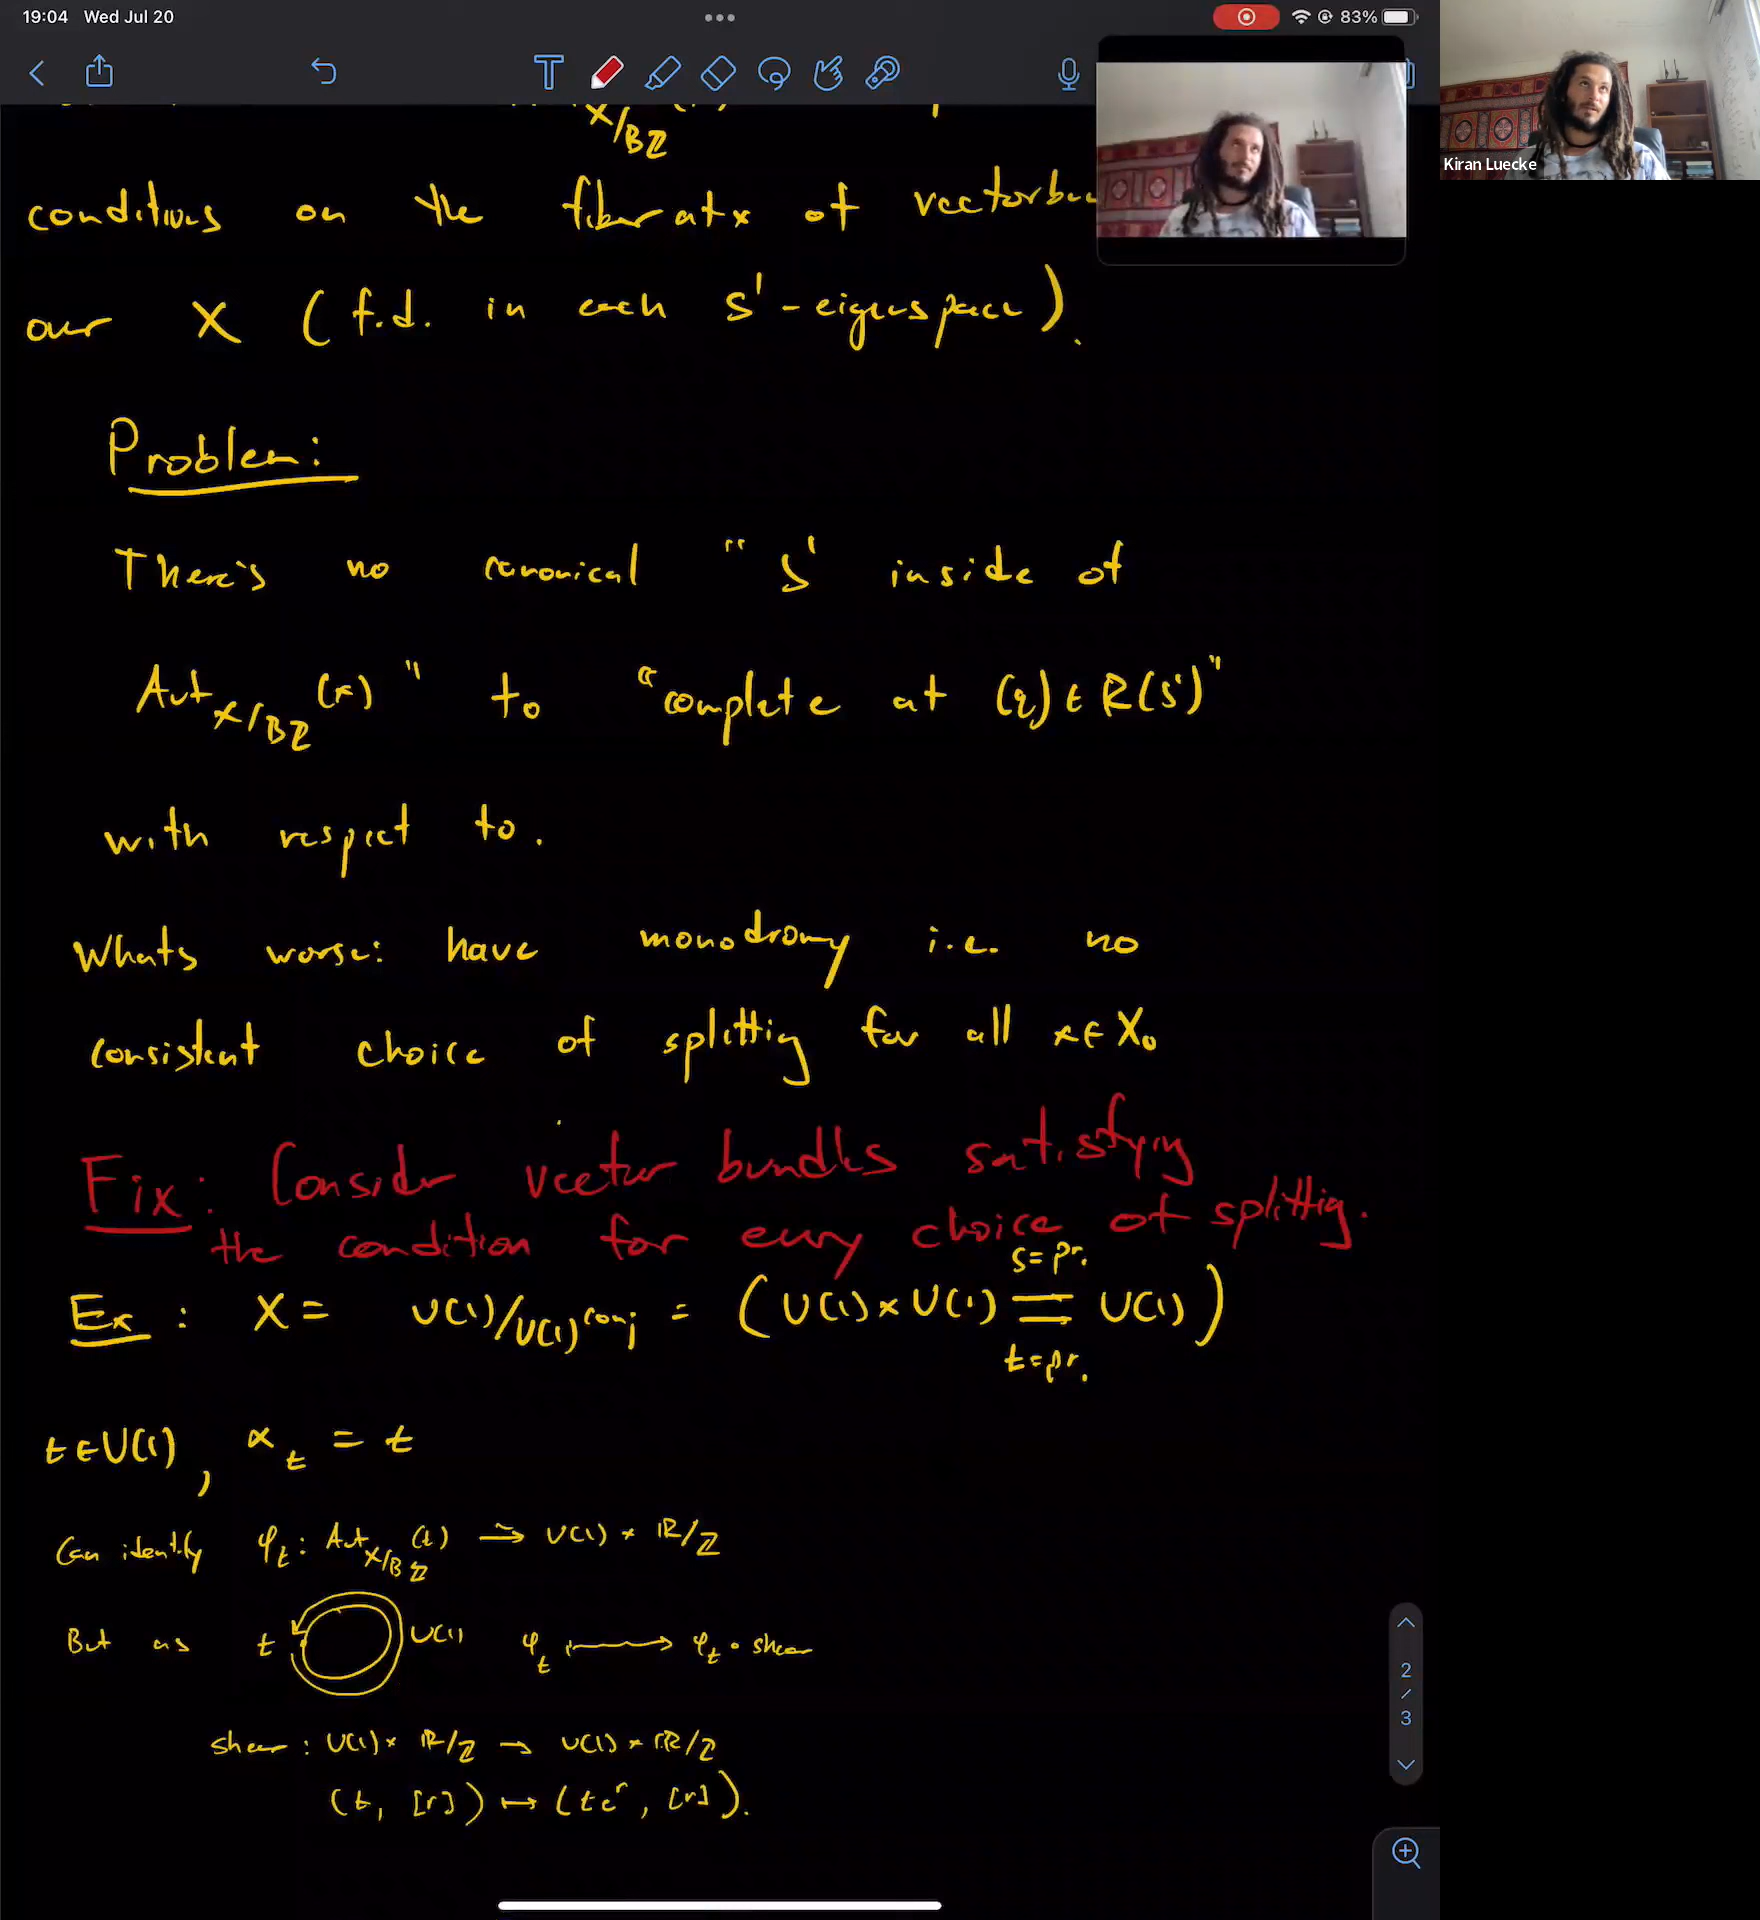 19:04 Wed Jul 20
83%
Kiran Luecke
X/BZ
conditions on the fiber at x of vectorbu
our X (f.d. in each S'-eigenspace).
Problem:
There's no canonical "S' inside of
Aut_{X/BZ}(x)" to "complete at (q) ∈ R(S')"
with respect to.
Whats worse: have monodromy i.e. no
consistent choice of splittig for all x ∈ X₀
Fix: Consider vector bundles satisfying
the condition for every choice of splittig.
Ex: X = U(1)/U(1)^{conj} = (U(1) × U(1) ⇉ U(1))
s = pr.
t = pr.
t ∈ U(1), α_t = t
Can identify φ_t : Aut_{X/BZ}(t) ⥲ U(1) × R/Z
But as t U(1) φ_t ⟼ φ_t ∘ shear
shear : U(1) × R/Z → U(1) × R/Z
(t, [r]) ↦ (te^r, [r]).
2
/
3